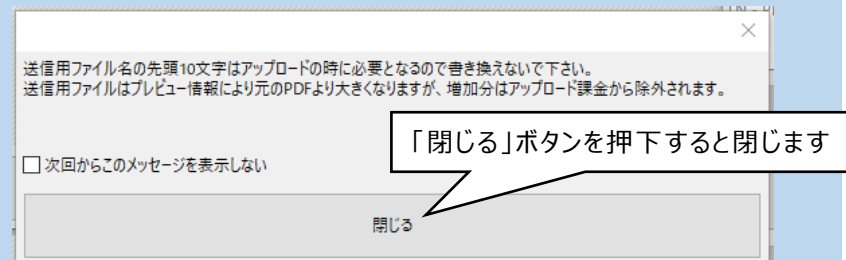 送信用ファイル名の先頭10文字はアップロードの時に必要となるので書き換えないで下さい。
送信用ファイルはプレビュー情報により元のPDFより大きくなりますが、増加分はアップロード課金から除外されます。
「閉じる」ボタンを押下すると閉じます
次回からこのメッセージを表示しない
閉じる